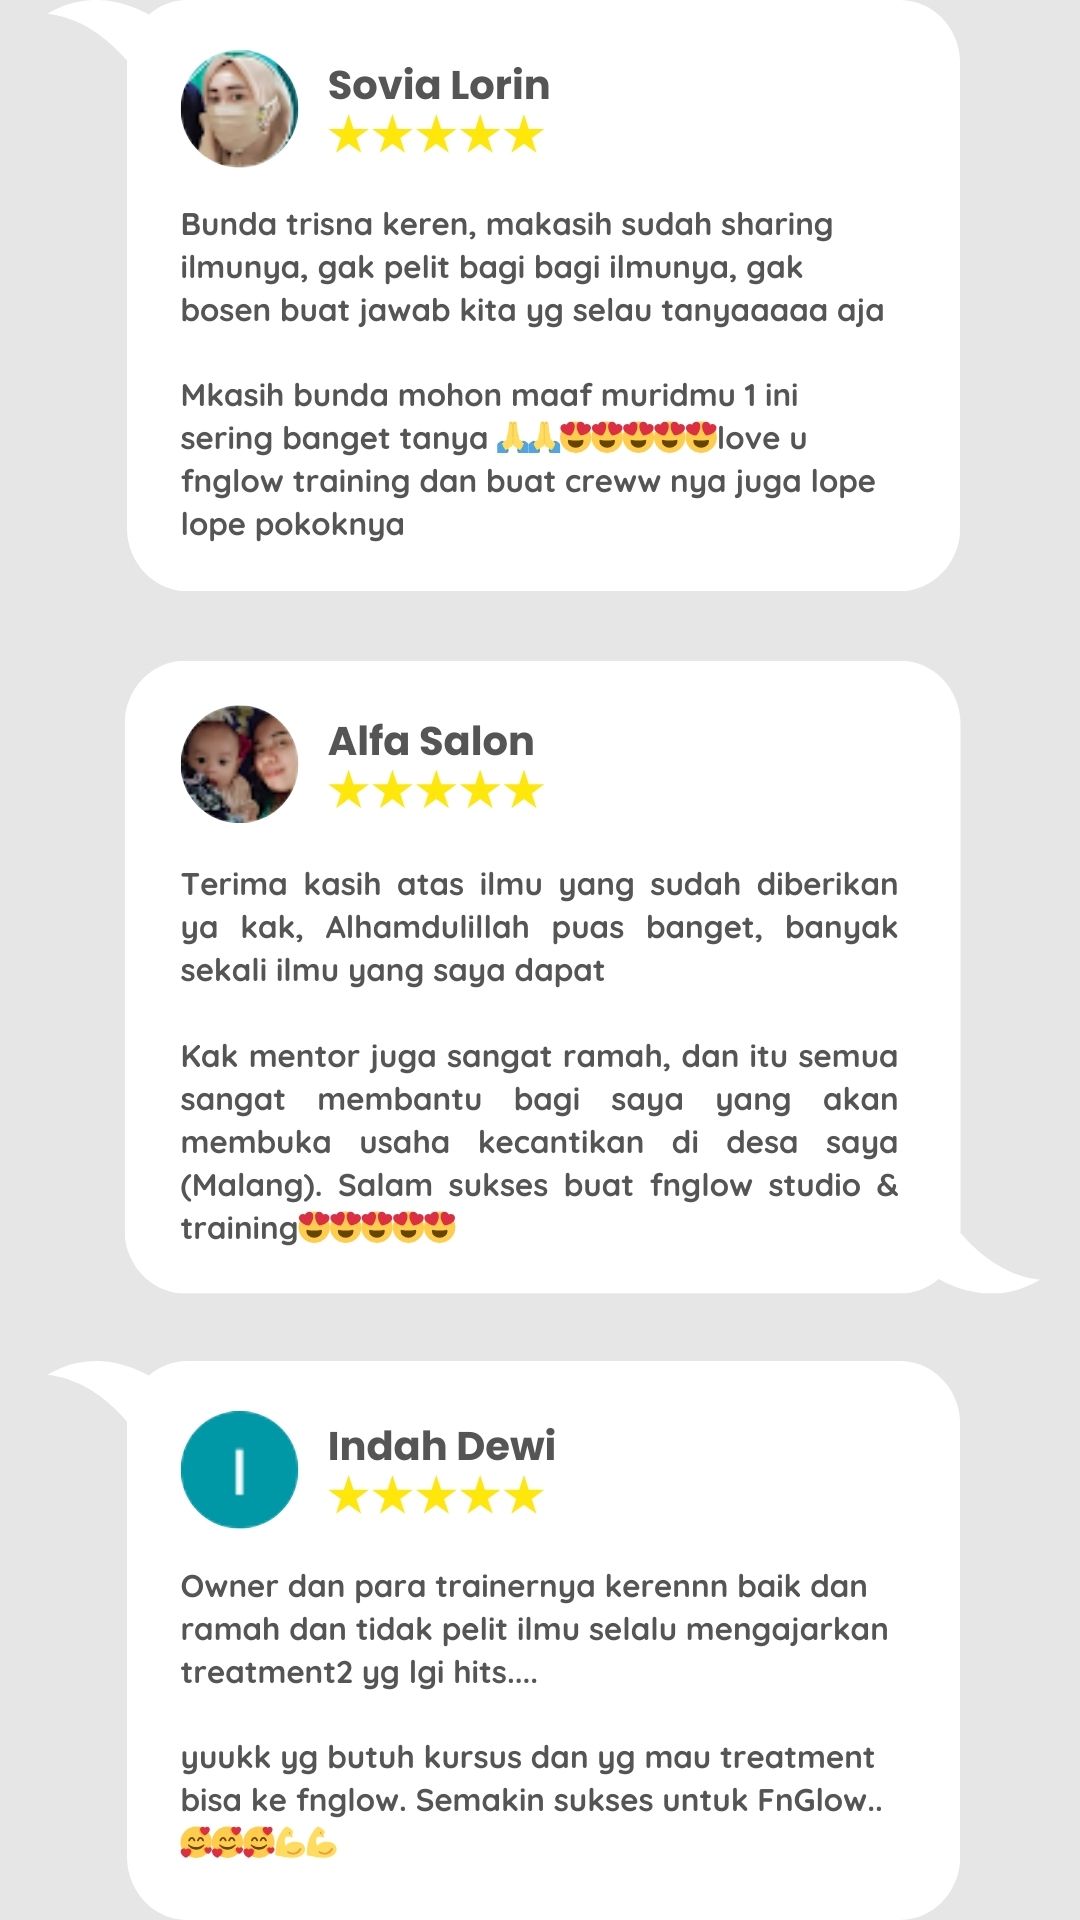 Sovia Lorin
★★★★★
Bunda trisna keren, makasih sudah sharing
ilmunya, gak pelit bagi bagi ilmunya, gak
bosen buat jawab kita yg selau tanyaaaaa aja
Mkasih bunda mohon maaf muridmu 1 ini
sering banget tanya 🙏🙏😍😍😍😍😍love u
fnglow training dan buat creww nya juga lope
lope pokoknya
Alfa Salon
★★★★★
Terima kasih atas ilmu yang sudah diberikan
ya kak, Alhamdulillah puas banget, banyak
sekali ilmu yang saya dapat
Kak mentor juga sangat ramah, dan itu semua
sangat membantu bagi saya yang akan
membuka usaha kecantikan di desa saya
(Malang). Salam sukses buat fnglow studio &
training😍😍😍😍😍
I
Indah Dewi
★★★★★
Owner dan para trainernya kerennn baik dan
ramah dan tidak pelit ilmu selalu mengajarkan
treatment2 yg lgi hits....
yuukk yg butuh kursus dan yg mau treatment
bisa ke fnglow. Semakin sukses untuk FnGlow..
🥰🥰🥰💪💪